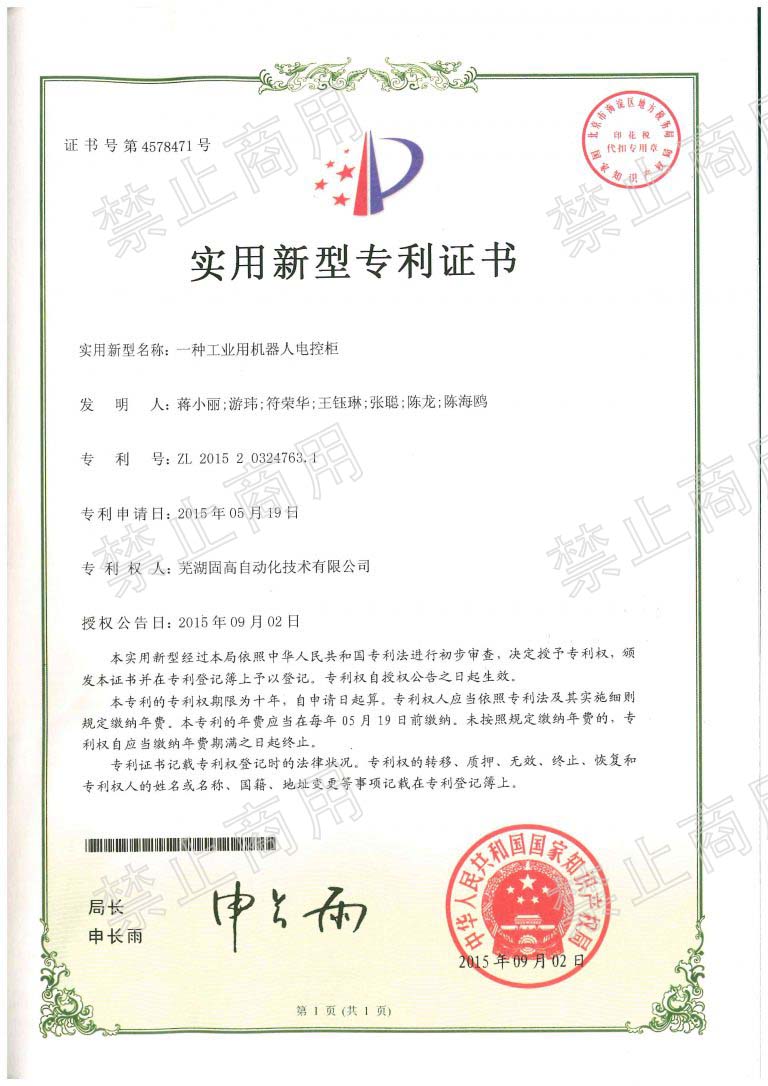 证书号第4578471号
北京市海淀区地方税务局
印花税
代扣专用章
国家知识产权局
实用新型专利证书
实用新型名称：一种工业用机器人电控柜
发明人：蒋小丽;游玮;符荣华;王钰琳;张聪;陈龙;陈海鸥
专利号：ZL 2015 2 0324763.1
专利申请日：2015年05月19日
专利权人：芜湖固高自动化技术有限公司
授权公告日：2015年09月02日
本实用新型经过本局依照中华人民共和国专利法进行初步审查，决定授予专利权，颁
发本证书并在专利登记簿上予以登记。专利权自授权公告之日起生效。
本专利的专利权期限为十年，自申请日起算。专利权人应当依照专利法及其实施细则
规定缴纳年费。本专利的年费应当在每年05月19日前缴纳。未按照规定缴纳年费的，专
利权自应当缴纳年费期满之日起终止。
专利证书记载专利权登记时的法律状况。专利权的转移、质押、无效、终止、恢复和
专利权人的姓名或名称、国籍、地址变更等事项记载在专利登记簿上。
局长
申长雨
申长雨
中华人民共和国国家知识产权局
2015年09月02日
第1页(共1页)
禁止商用
禁止商用
禁止商用
禁止商用
禁止商用
禁止商用